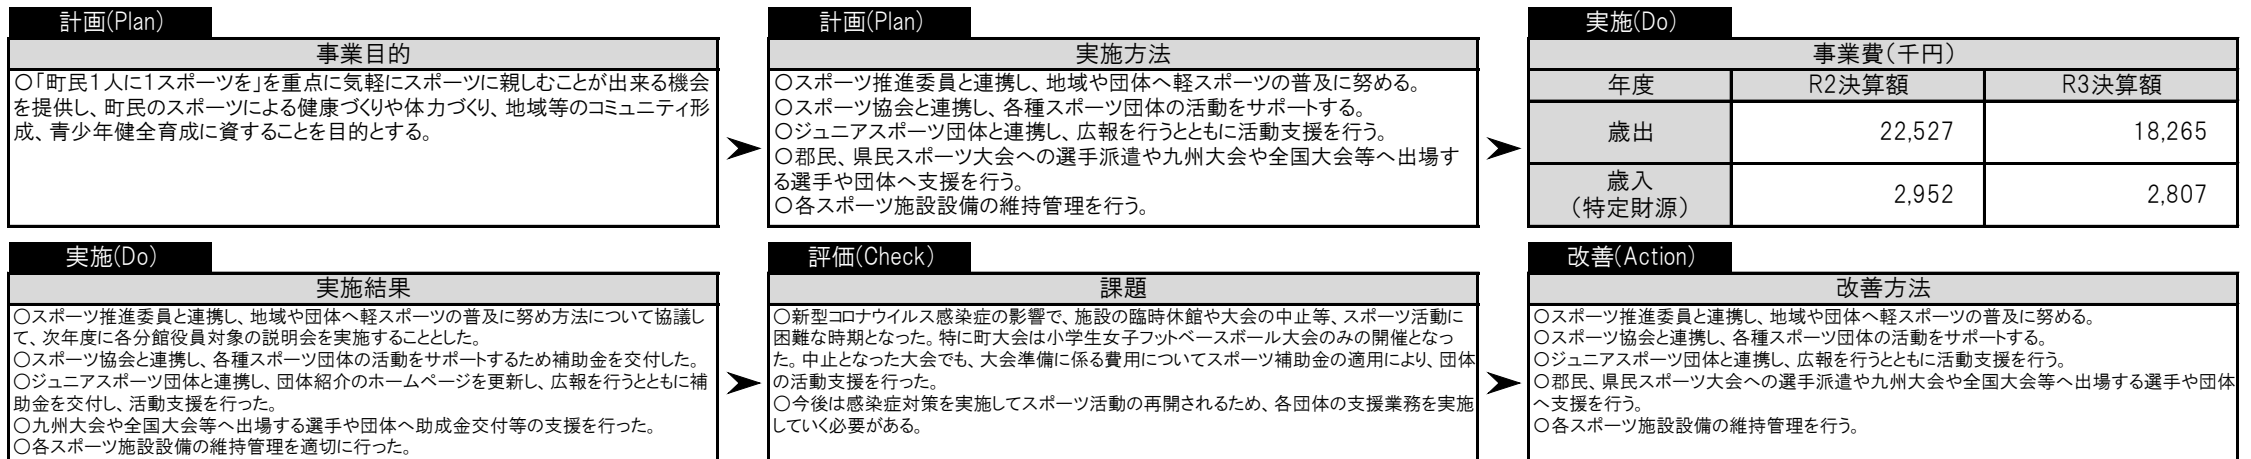 計画(Plan)
事業目的
〇「町民１人に１スポーツを」を重点に気軽にスポーツに親しむことが出来る機会
を提供し、町民のスポーツによる健康づくりや体力づくり、地域等のコミュニティ形
成、青少年健全育成に資することを目的とする。
計画(Plan)
実施方法
〇スポーツ推進委員と連携し、地域や団体へ軽スポーツの普及に努める。
〇スポーツ協会と連携し、各種スポーツ団体の活動をサポートする。
〇ジュニアスポーツ団体と連携し、広報を行うとともに活動支援を行う。
〇郡民、県民スポーツ大会への選手派遣や九州大会や全国大会等へ出場す
る選手や団体へ支援を行う。
〇各スポーツ施設設備の維持管理を行う。
実施(Do)
事業費(千円)
年度 R2決算額 R3決算額
歳出 22,527 18,265
歳入
(特定財源) 2,952 2,807
実施(Do)
実施結果
〇スポーツ推進委員と連携し、地域や団体へ軽スポーツの普及に努め方法について協議し
て、次年度に各分館役員対象の説明会を実施することとした。
〇スポーツ協会と連携し、各種スポーツ団体の活動をサポートするため補助金を交付した。
〇ジュニアスポーツ団体と連携し、団体紹介のホームページを更新し、広報を行うとともに補
助金を交付し、活動支援を行った。
〇九州大会や全国大会等へ出場する選手や団体へ助成金交付等の支援を行った。
〇各スポーツ施設設備の維持管理を適切に行った。
評価(Check)
課題
〇新型コロナウイルス感染症の影響で、施設の臨時休館や大会の中止等、スポーツ活動に
困難な時期となった。特に町大会は小学生女子フットベースボール大会のみの開催となっ
た。中止となった大会でも、大会準備に係る費用についてスポーツ補助金の適用により、団体
の活動支援を行った。
〇今後は感染症対策を実施してスポーツ活動の再開されるため、各団体の支援業務を実施
していく必要がある。
改善(Action)
改善方法
〇スポーツ推進委員と連携し、地域や団体へ軽スポーツの普及に努める。
〇スポーツ協会と連携し、各種スポーツ団体の活動をサポートする。
〇ジュニアスポーツ団体と連携し、広報を行うとともに活動支援を行う。
〇郡民、県民スポーツ大会への選手派遣や九州大会や全国大会等へ出場する選手や団体
へ支援を行う。
〇各スポーツ施設設備の維持管理を行う。